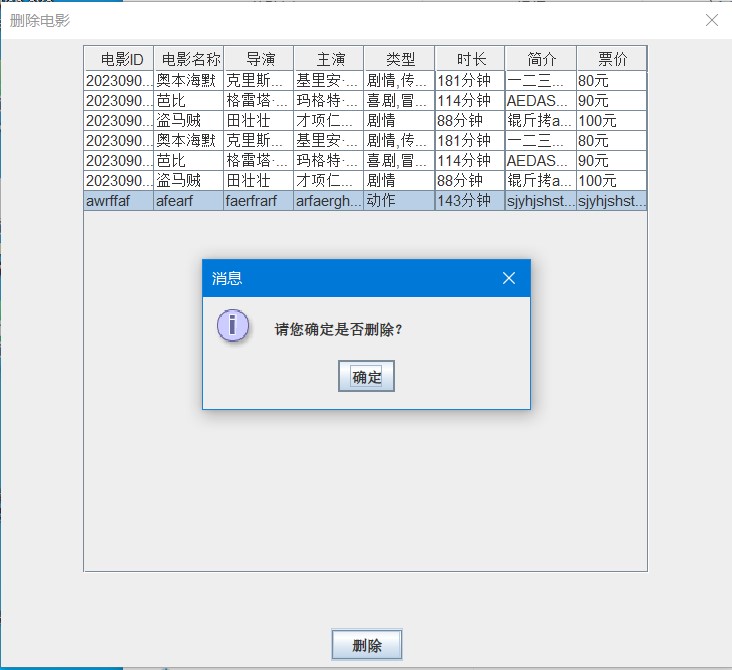 删除电影
电影ID 电影名称 导演 主演 类型 时长 简介 票价
2023090... 奥本海默 克里斯... 基里安·... 剧情,传... 181分钟 一二三... 80元
2023090... 芭比 格雷塔·... 玛格特·... 喜剧,冒... 114分钟 AEDAS... 90元
2023090... 盗马贼 田壮壮 才项仁... 剧情 88分钟 锟斤拷a... 100元
2023090... 奥本海默 克里斯... 基里安·... 剧情,传... 181分钟 一二三... 80元
2023090... 芭比 格雷塔·... 玛格特·... 喜剧,冒... 114分钟 AEDAS... 90元
2023090... 盗马贼 田壮壮 才项仁... 剧情 88分钟 锟斤拷a... 100元
awrffaf afearf faerfrarf arfaergh... 动作 143分钟 sjyhjshst... sjyhjshst...
消息
请您确定是否删除?
确定
删除